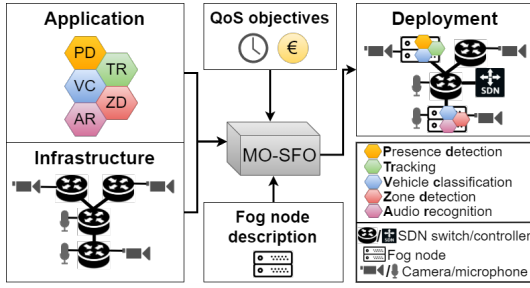 Application
PD
TR
VC
ZD
AR
Infrastructure
QoS objectives
€
MO-SFO
Fog node
description
Deployment
SDN
Presence detection
Tracking
Vehicle classification
Zone detection
Audio recognition
/ SDN SDN switch/controller
Fog node
/ Camera/microphone